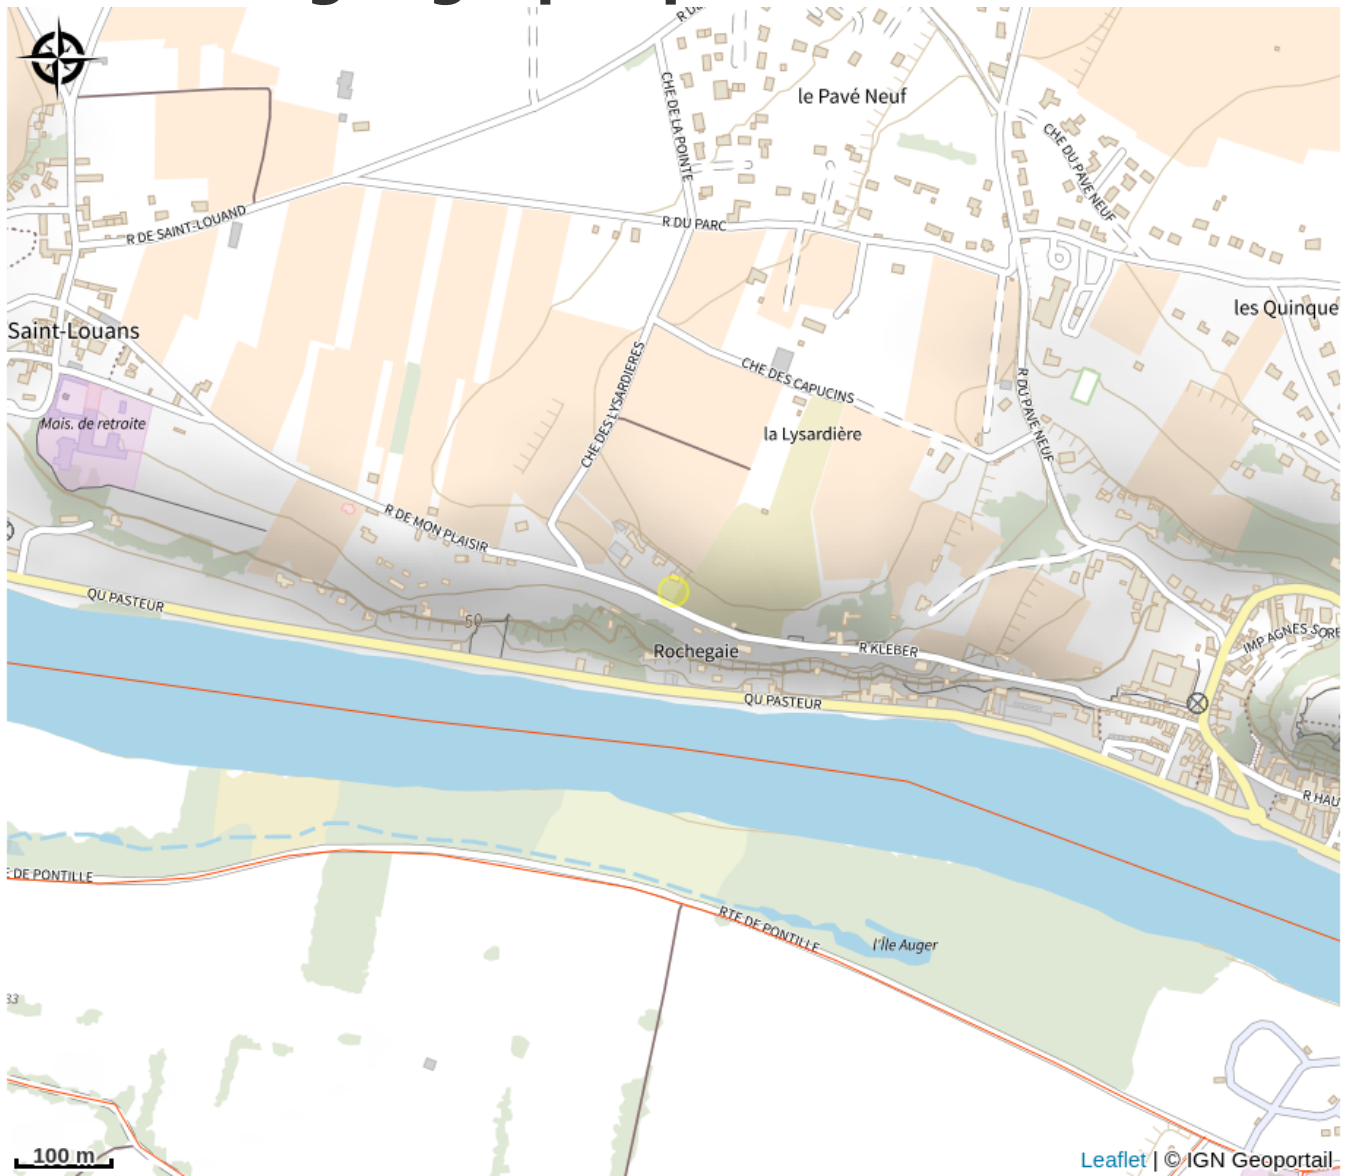 le Pavé Neuf
CHE DE LA POINTE
CHE DU PAVE NEUF
R DE SAINT-LOUAND
R DU PARC
les Quinque
Saint-Louans
CHE DES LYSARDIERES
CHE DES CAPUCINS
R DU PAVE NEUF
Mais. de retraite
la Lysardière
R DE MON PLAISIR
QU PASTEUR
50
Rochegaie
R KLEBER
IMP AGNES SORE
QU PASTEUR
R HAU
E DE PONTILLE
RTE DE PONTILLE
l'Île Auger
33
100 m
Leaflet | © IGN Geoportail